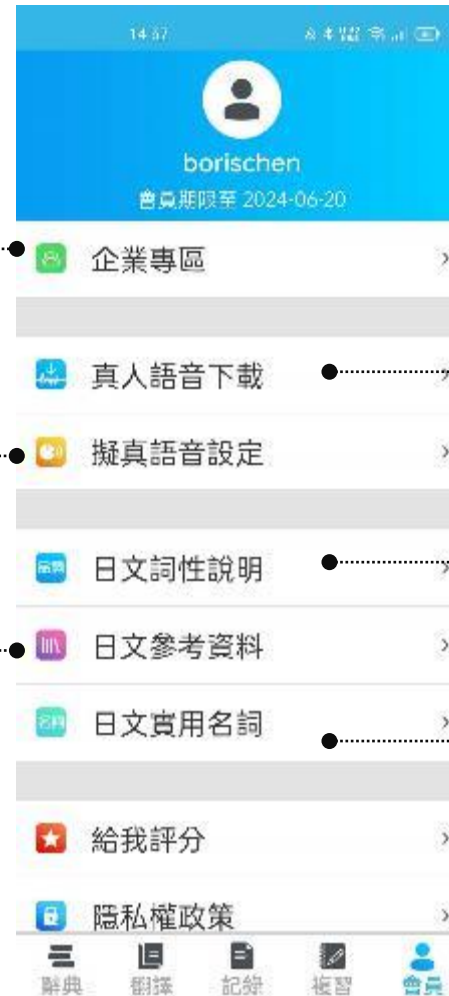 14:37
borischen
會員期限至 2024-06-20
企業專區
真人語音下載
擬真語音設定
日文詞性說明
日文參考資料
日文實用名詞
給我評分
隱私權政策
辭典 翻譯 記錄 複習 會員